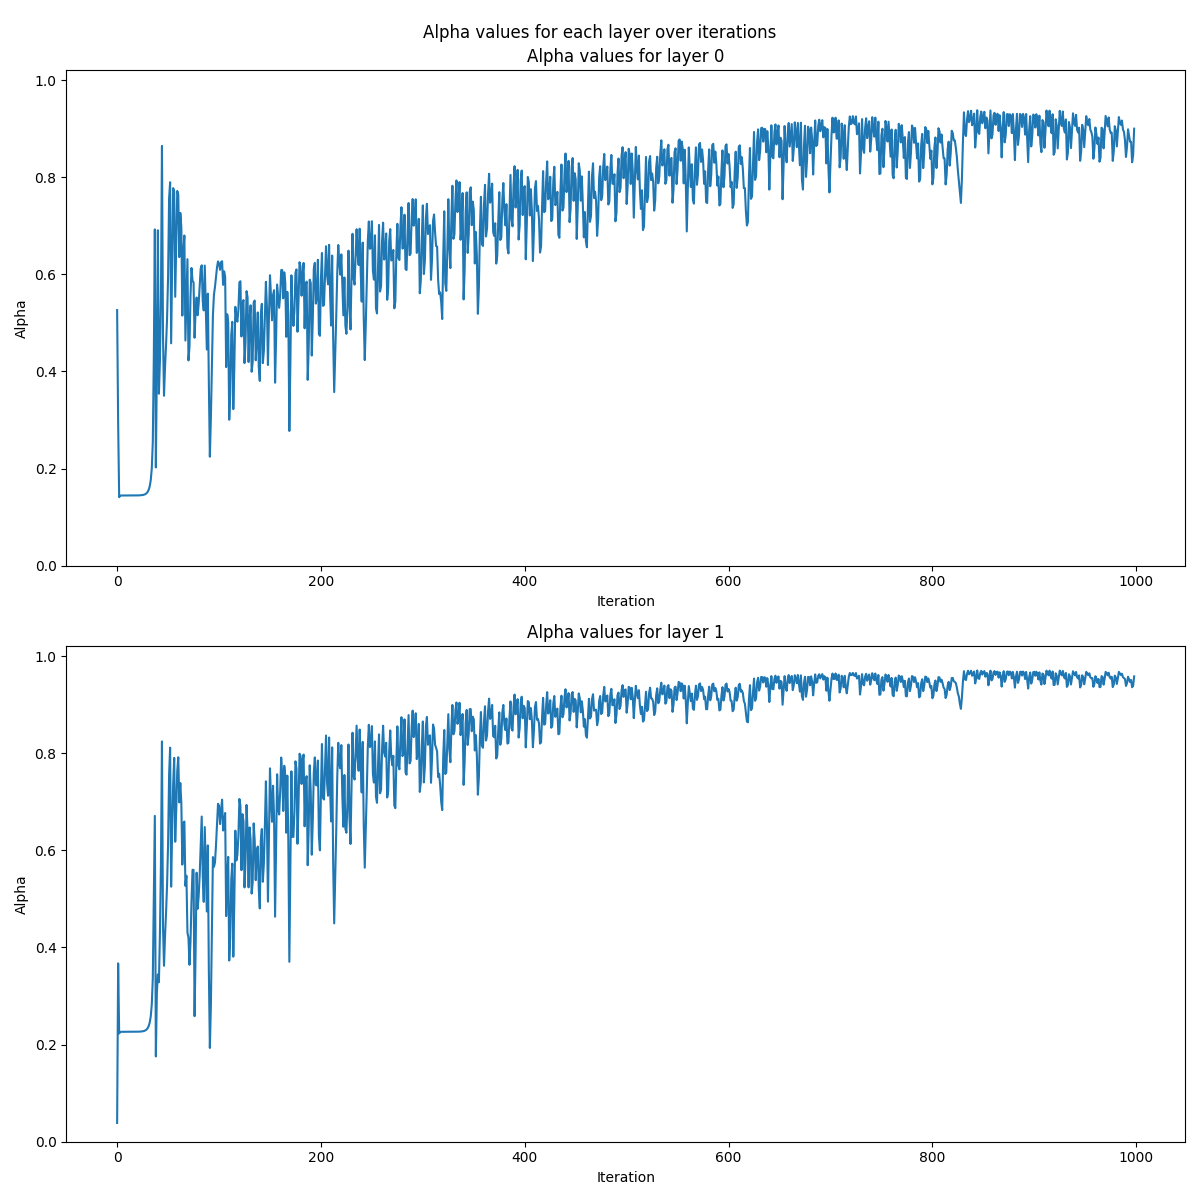 Alpha values for each layer over iterations
Alpha values for layer 0
1.0
0.8
0.6
0.4
0.2
0.0
Alpha
0 200 400 600 800 1000
Iteration
Alpha values for layer 1
1.0
0.8
0.6
0.4
0.2
0.0
Alpha
0 200 400 600 800 1000
Iteration